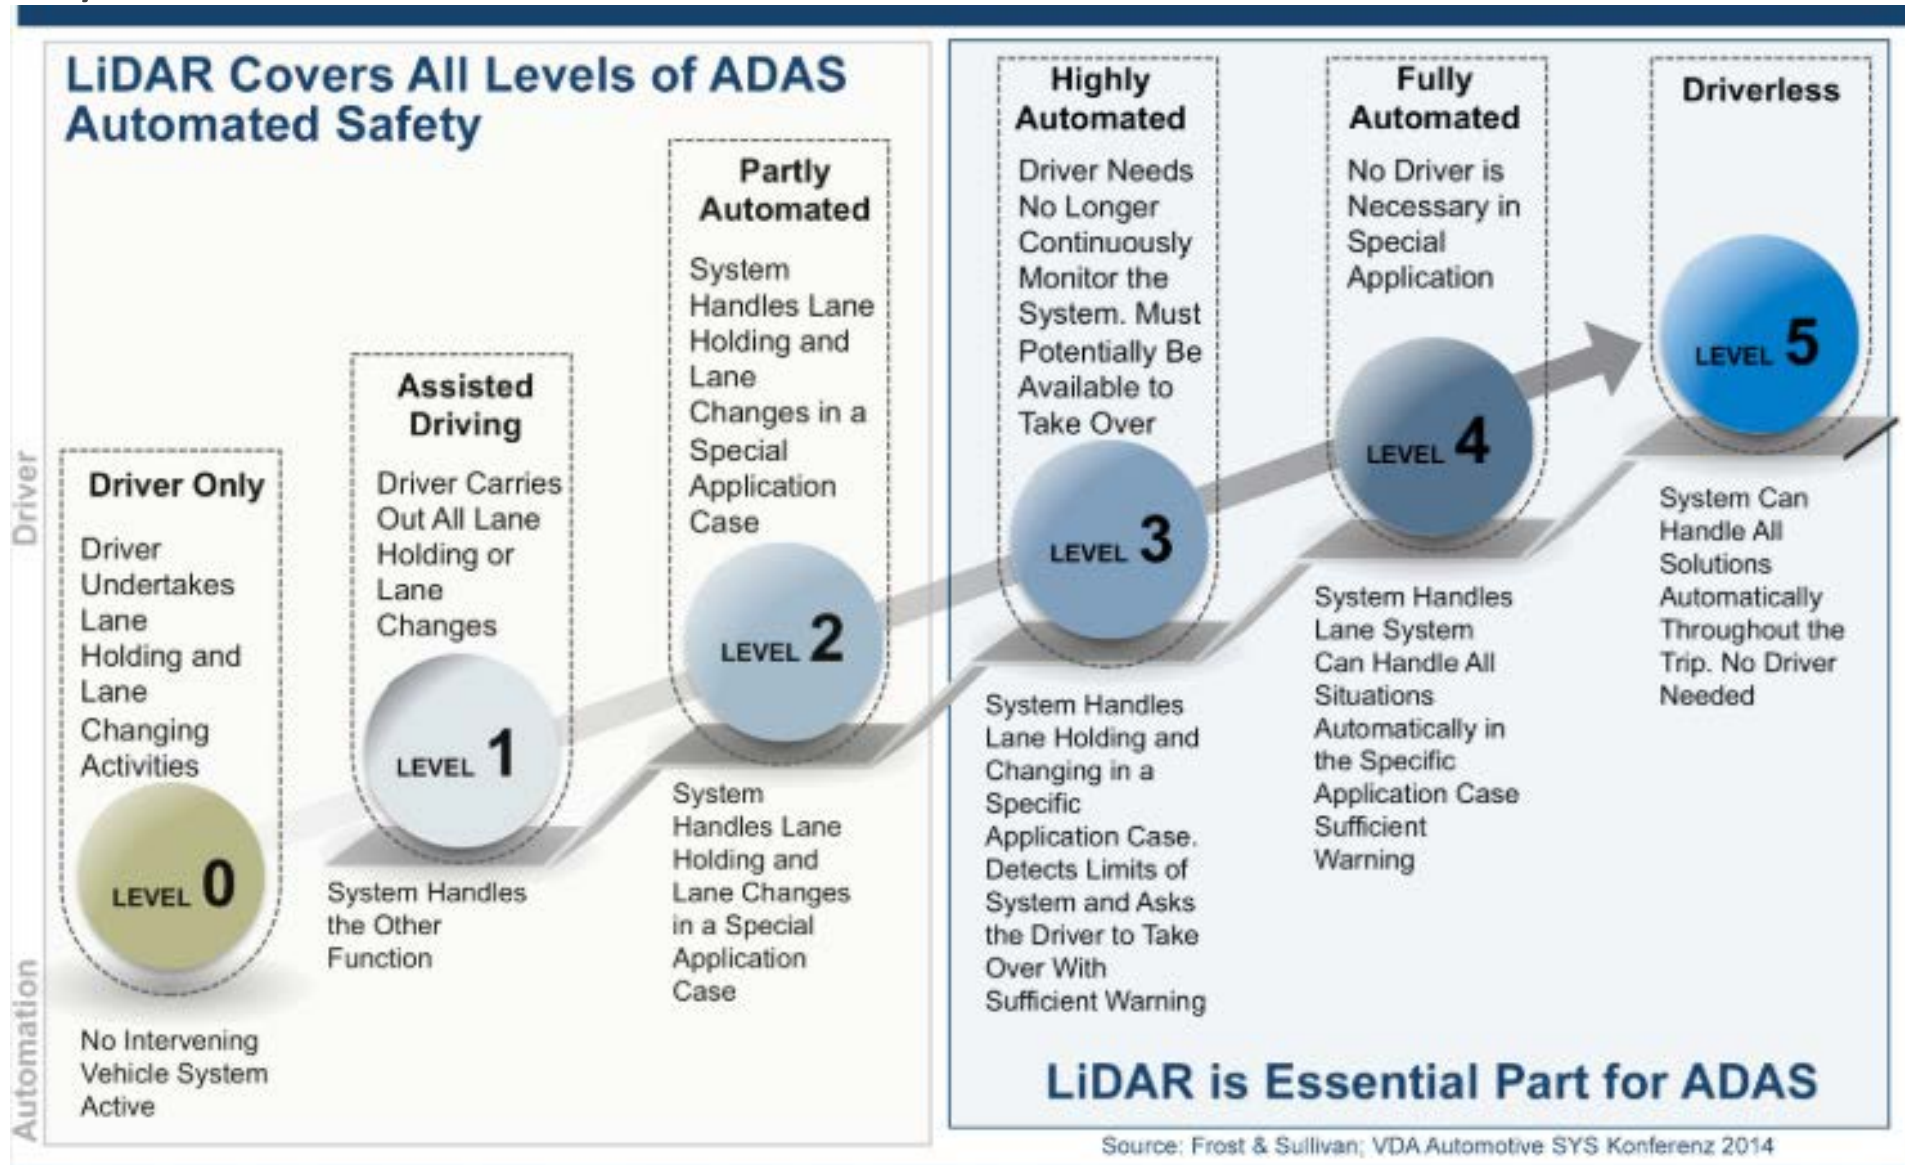 LiDAR Covers All Levels of ADAS
Automated Safety
Driver
Automation
Driver Only
Driver
Undertakes
Lane
Holding and
Lane
Changing
Activities
LEVEL 0
No Intervening
Vehicle System
Active
Assisted
Driving
Driver Carries
Out All Lane
Holding or
Lane
Changes
LEVEL 1
System Handles
the Other
Function
Partly
Automated
System
Handles Lane
Holding and
Lane
Changes in a
Special
Application
Case
LEVEL 2
System
Handles Lane
Holding and
Lane Changes
in a Special
Application
Case
Highly
Automated
Driver Needs
No Longer
Continuously
Monitor the
System. Must
Potentially Be
Available to
Take Over
LEVEL 3
System Handles
Lane Holding and
Changing in a
Specific
Application Case.
Detects Limits of
System and Asks
the Driver to Take
Over With
Sufficient Warning
Fully
Automated
No Driver is
Necessary in
Special
Application
LEVEL 4
System Handles
Lane System
Can Handle All
Situations
Automatically in
the Specific
Application Case
Sufficient
Warning
Driverless
LEVEL 5
System Can
Handle All
Solutions
Automatically
Throughout the
Trip. No Driver
Needed
LiDAR is Essential Part for ADAS
Source: Frost & Sullivan; VDA Automotive SYS Konferenz 2014